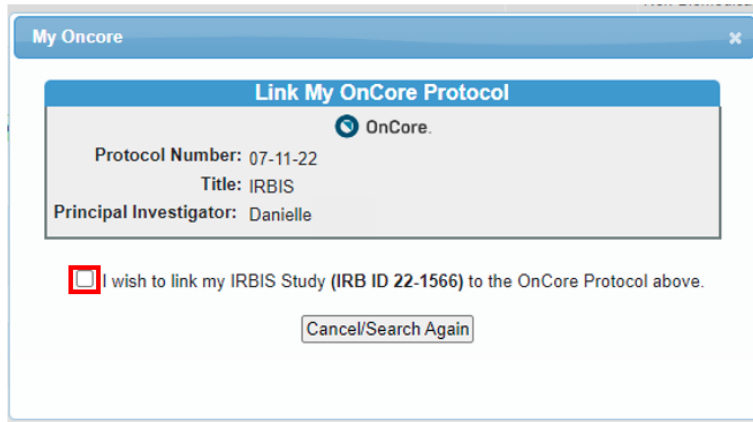 My Oncore
Link My OnCore Protocol
OnCore.
Protocol Number: 07-11-22
Title: IRBIS
Principal Investigator: Danielle
I wish to link my IRBIS Study (IRB ID 22-1566) to the OnCore Protocol above.
Cancel/Search Again